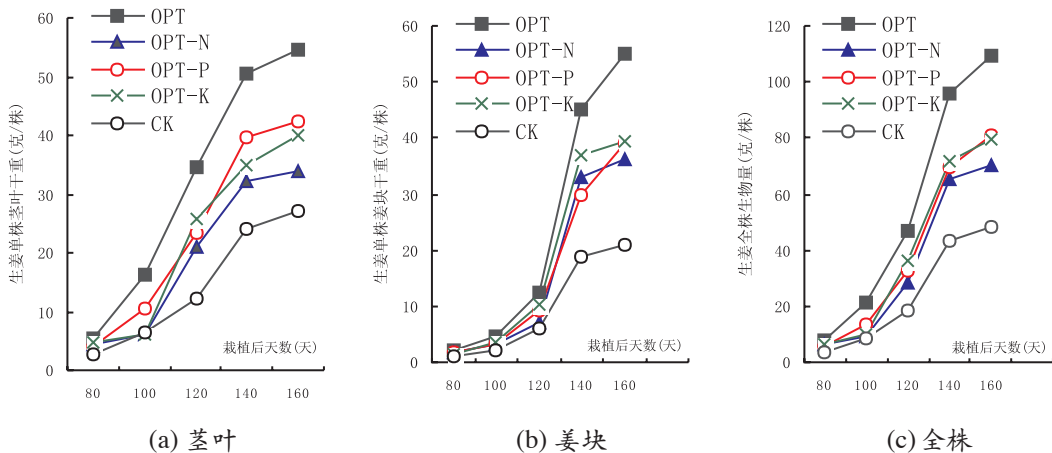 生姜单株茎叶干重(克/株)
60
50
40
30
20
10
0
OPT
OPT-N
OPT-P
OPT-K
CK
栽植后天数(天)
80 100 120 140 160
(a) 茎叶
生姜单株姜块干重(克/株)
60
50
40
30
20
10
0
OPT
OPT-N
OPT-P
OPT-K
CK
栽植后天数(天)
80 100 120 140 160
(b) 姜块
生姜全株生物量(克/株)
120
100
80
60
40
20
0
OPT
OPT-N
OPT-P
OPT-K
CK
栽植后天数(天)
80 100 120 140 160
(c) 全株